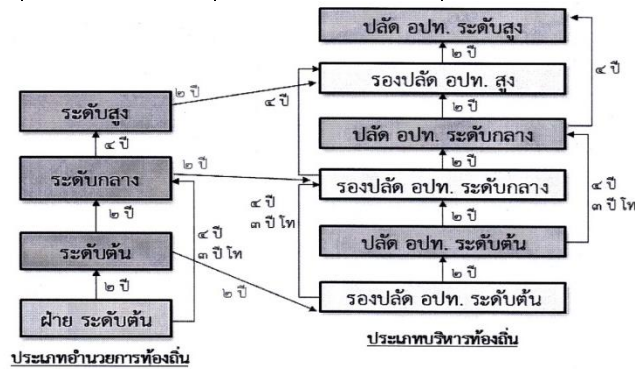 ปลัด อปท. ระดับสูง
๒ ปี
๒ ปี
รองปลัด อปท. สูง
๔ ปี
๔ ปี
ระดับสูง
๒ ปี
ปลัด อปท. ระดับกลาง
๔ ปี
๒ ปี
๒ ปี
ระดับกลาง
รองปลัด อปท. ระดับกลาง
๔ ปี
๓ ปี โท
๒ ปี
๔ ปี
๓ ปี โท
๒ ปี
๔ ปี
๓ ปี โท
ระดับต้น
ปลัด อปท. ระดับต้น
๒ ปี
๒ ปี
๒ ปี
ฝ่าย ระดับต้น
รองปลัด อปท. ระดับต้น
ประเภทอำนวยการท้องถิ่น
ประเภทบริหารท้องถิ่น